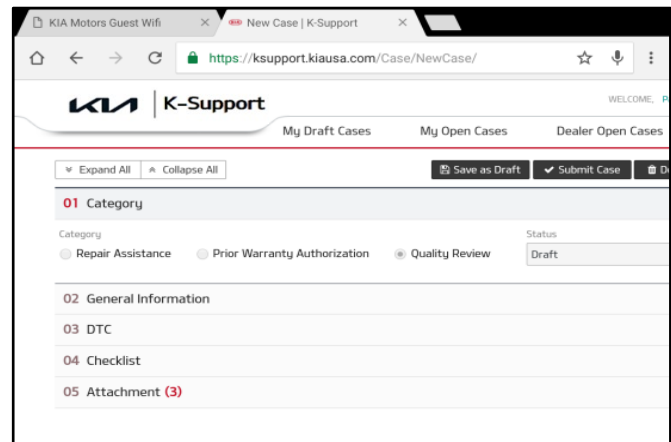 KIA Motors Guest Wifi
New Case | K-Support
https://ksupport.kiausa.com/Case/NewCase/
KIA
K-Support
WELCOME,
My Draft Cases
My Open Cases
Dealer Open Cases
Expand All
Collapse All
Save as Draft
Submit Case
01 Category
Category
Status
Repair Assistance
Prior Warranty Authorization
Quality Review
Draft
02 General Information
03 DTC
04 Checklist
05 Attachment (3)